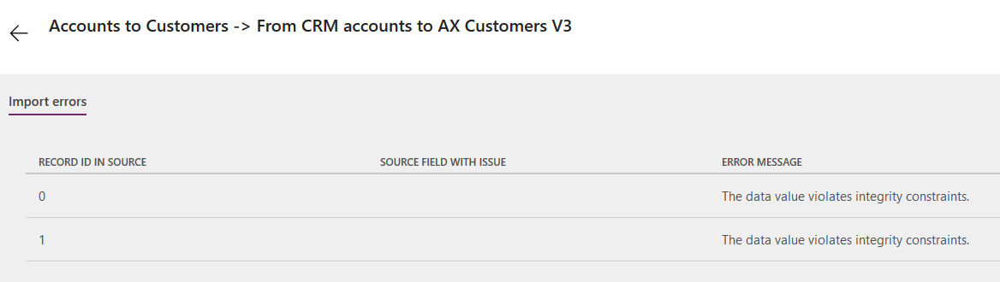 Accounts to Customers -> From CRM accounts to AX Customers V3
Import errors
RECORD ID IN SOURCE SOURCE FIELD WITH ISSUE ERROR MESSAGE
0 The data value violates integrity constraints.
1 The data value violates integrity constraints.